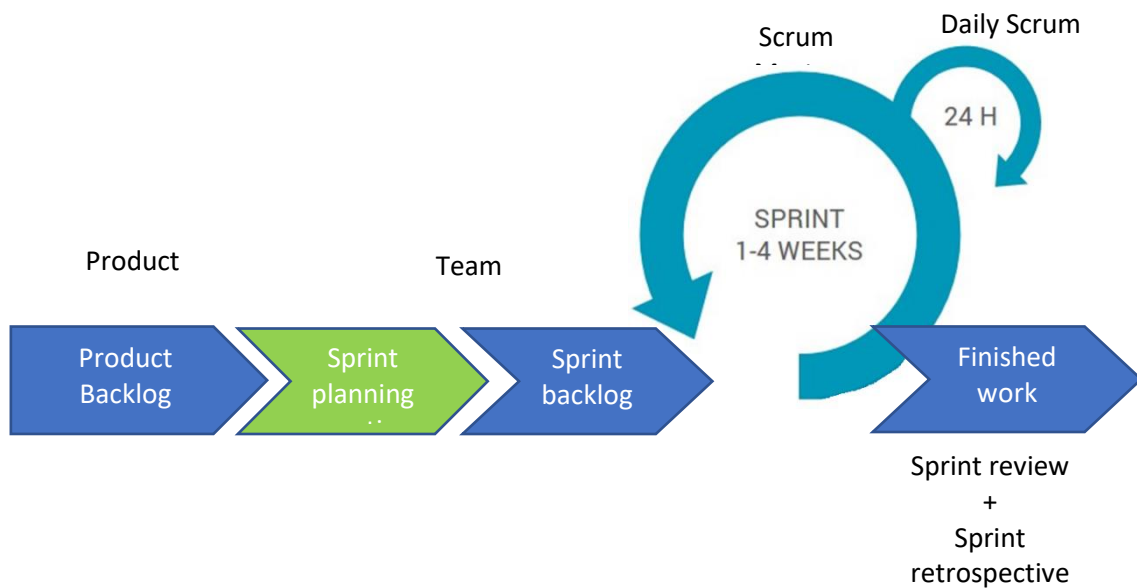 Daily Scrum
Scrum
24 H
SPRINT
1-4 WEEKS
Product
Team
Product
Backlog
Sprint
planning
Sprint
backlog
Finished
work
Sprint review
+
Sprint
retrospective